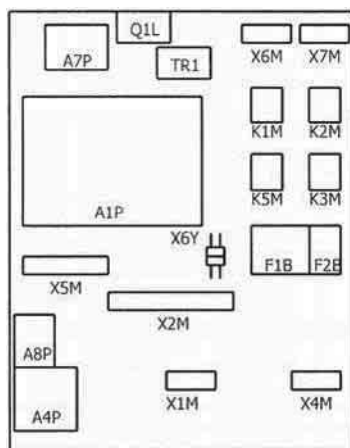 Q1L
A7P
TR1
X6M
X7M
K1M
K2M
K5M
K3M
A1P
X6Y
F1B
F2B
X5M
X2M
A8P
A4P
X1M
X4M